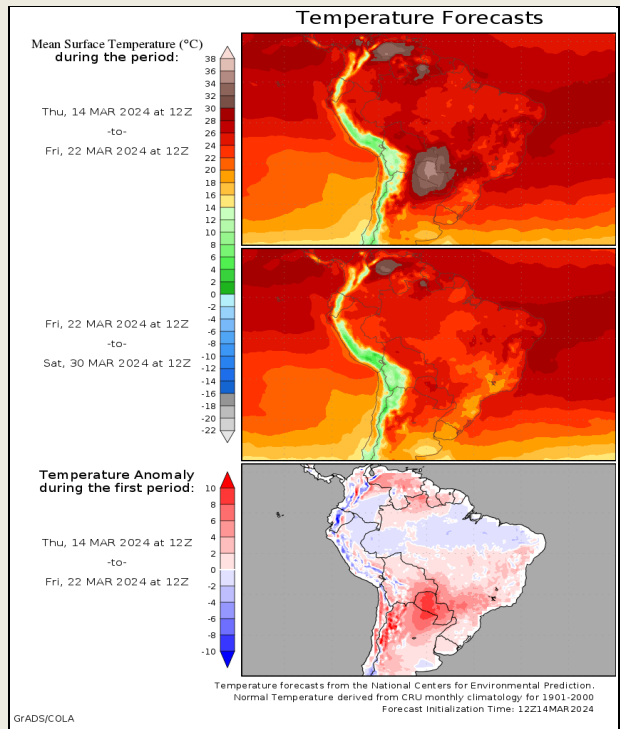 Temperature Forecasts
Mean Surface Temperature (°C)
during the period:
Thu, 14 MAR 2024 at 12Z
-to-
Fri, 22 MAR 2024 at 12Z
38
36
34
32
30
28
26
24
22
20
18
16
14
12
10
8
6
4
2
0
-2
-4
-6
-8
-10
-12
-14
-16
-18
-20
-22
Fri, 22 MAR 2024 at 12Z
-to-
Sat, 30 MAR 2024 at 12Z
Temperature Anomaly
during the first period:
Thu, 14 MAR 2024 at 12Z
-to-
Fri, 22 MAR 2024 at 12Z
10
8
6
4
2
0
-2
-4
-6
-8
-10
Temperature forecasts from the National Centers for Environmental Prediction.
Normal Temperature derived from CRU monthly climatology for 1901-2000
Forecast Initialization Time: 12Z14MAR2024
GrADS/COLA